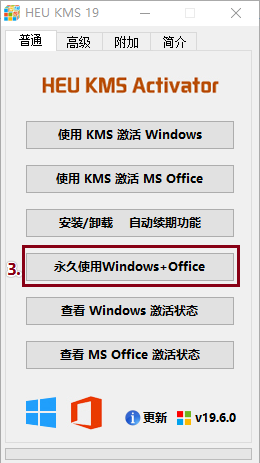 HEU KMS 19
普通 高级 附加 简介
HEU KMS Activator
使用 KMS 激活 Windows
使用 KMS 激活 MS Office
安装/卸载 自动续期功能
3.
永久使用Windows+Office
查看 Windows 激活状态
查看 MS Office 激活状态
更新 v19.6.0